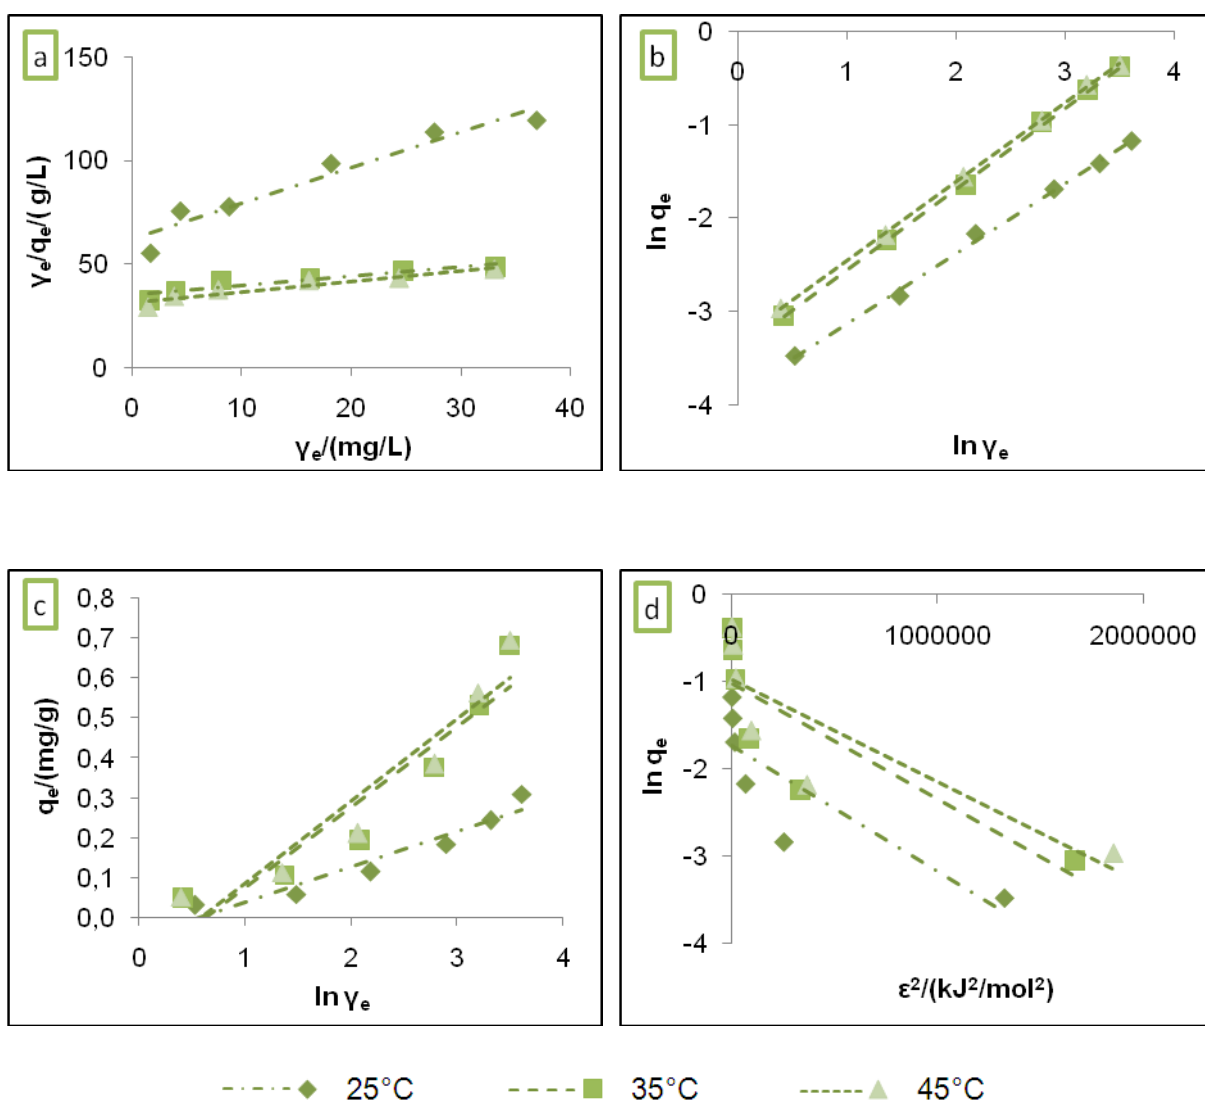 a
150
100
50
0
0 10 20 30 40
γe/qe/( g/L)
γe/(mg/L)
b
0
0 1 2 3 4
-1
-2
-3
-4
ln qe
ln γe
c
0,8
0,7
0,6
0,5
0,4
0,3
0,2
0,1
0,0
0 1 2 3 4
qe/(mg/g)
ln γe
d
0
0 1000000 2000000
-1
-2
-3
-4
ln qe
ε²/(kJ²/mol²)
25°C 35°C 45°C